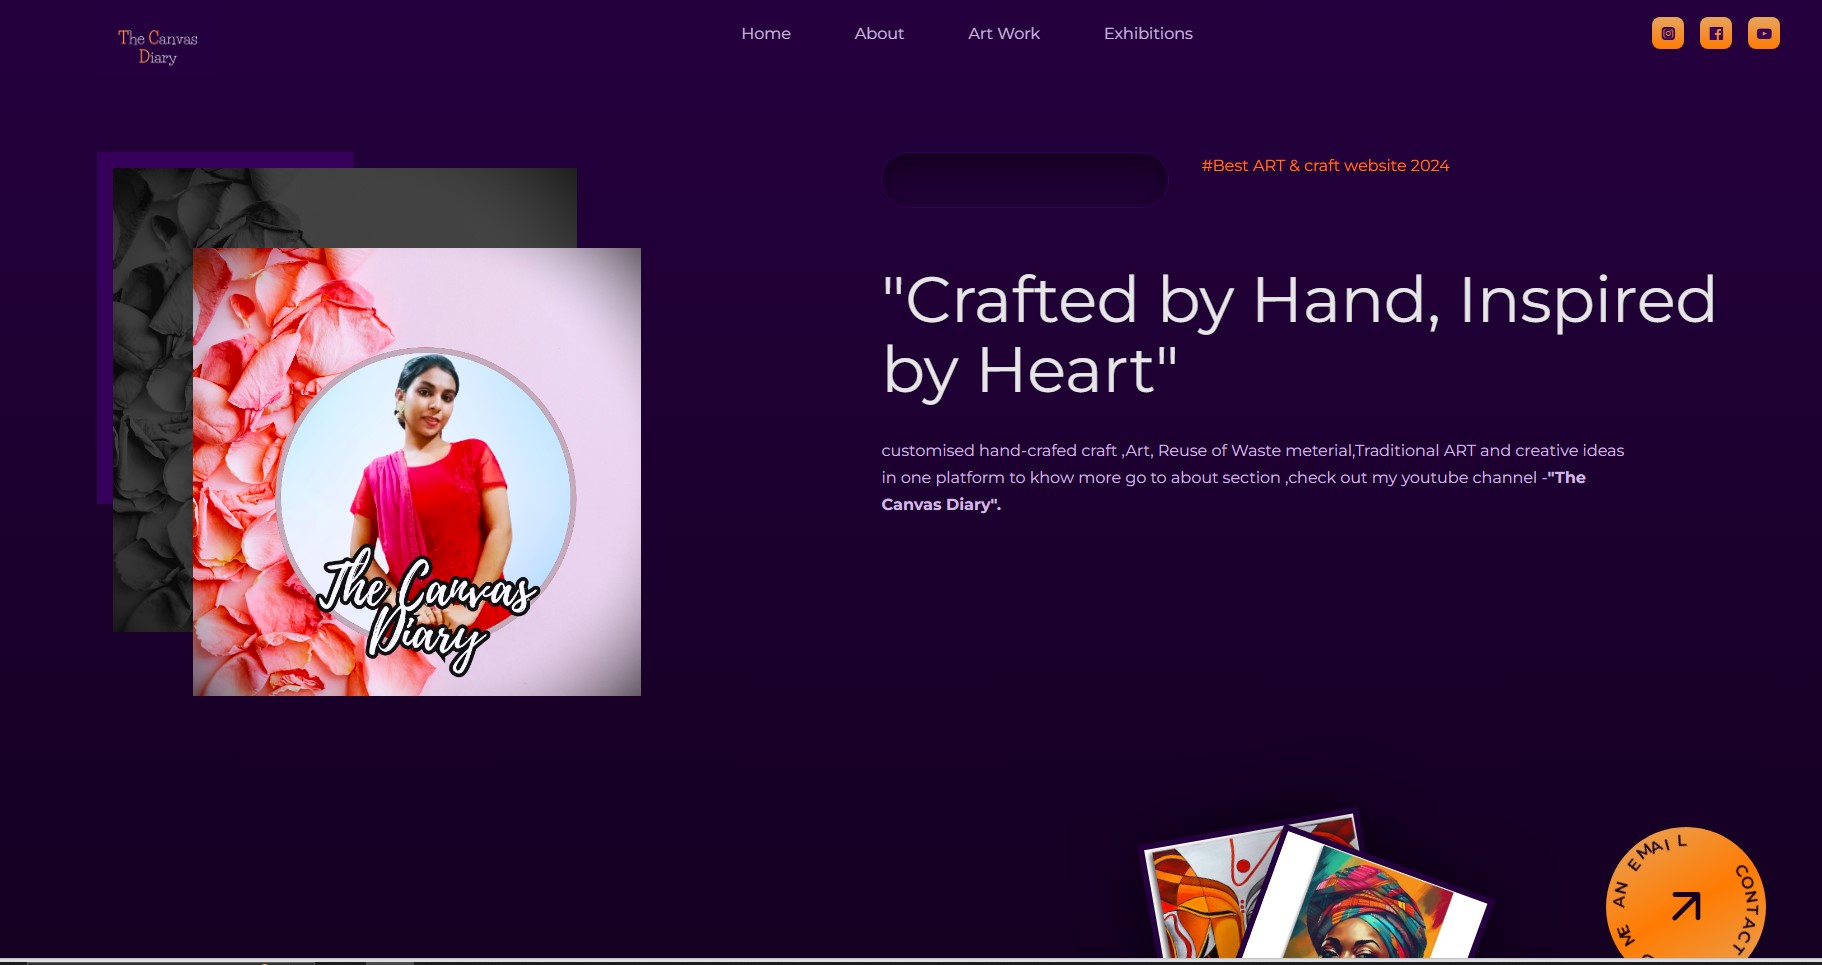 The Canvas
Diary
Home
About
Art Work
Exhibitions
#Best ART & craft website 2024
"Crafted by Hand, Inspired
by Heart"
customised hand-crafed craft ,Art, Reuse of Waste meterial,Traditional ART and creative ideas
in one platform to khow more go to about section ,check out my youtube channel -"The
Canvas Diary".
The Canvas
Diary
ME AN EMAIL
CONTACT